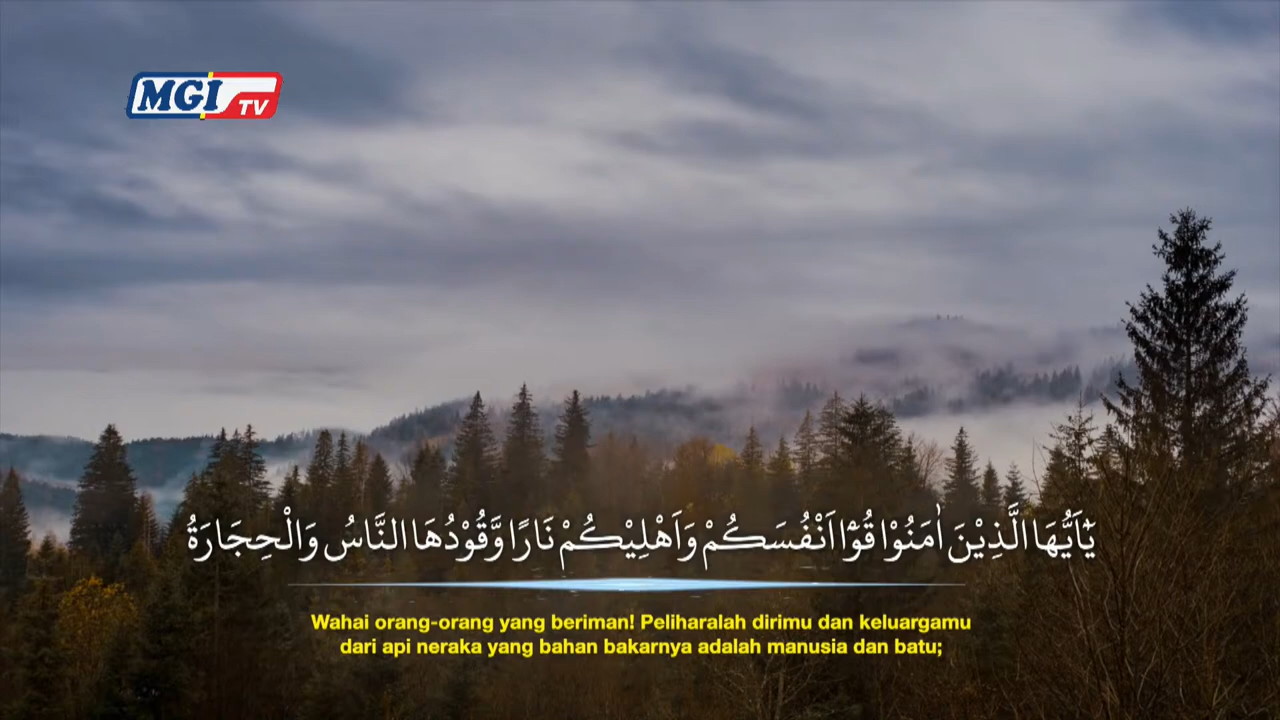 MGI TV
يٰٓاَيُّهَا الَّذِيْنَ اٰمَنُوْا قُوْٓا اَنْفُسَكُمْ وَاَهْلِيْكُمْ نَارًا وَّقُوْدُهَا النَّاسُ وَالْحِجَارَةُ
Wahai orang-orang yang beriman! Peliharalah dirimu dan keluargamu
dari api neraka yang bahan bakarnya adalah manusia dan batu;